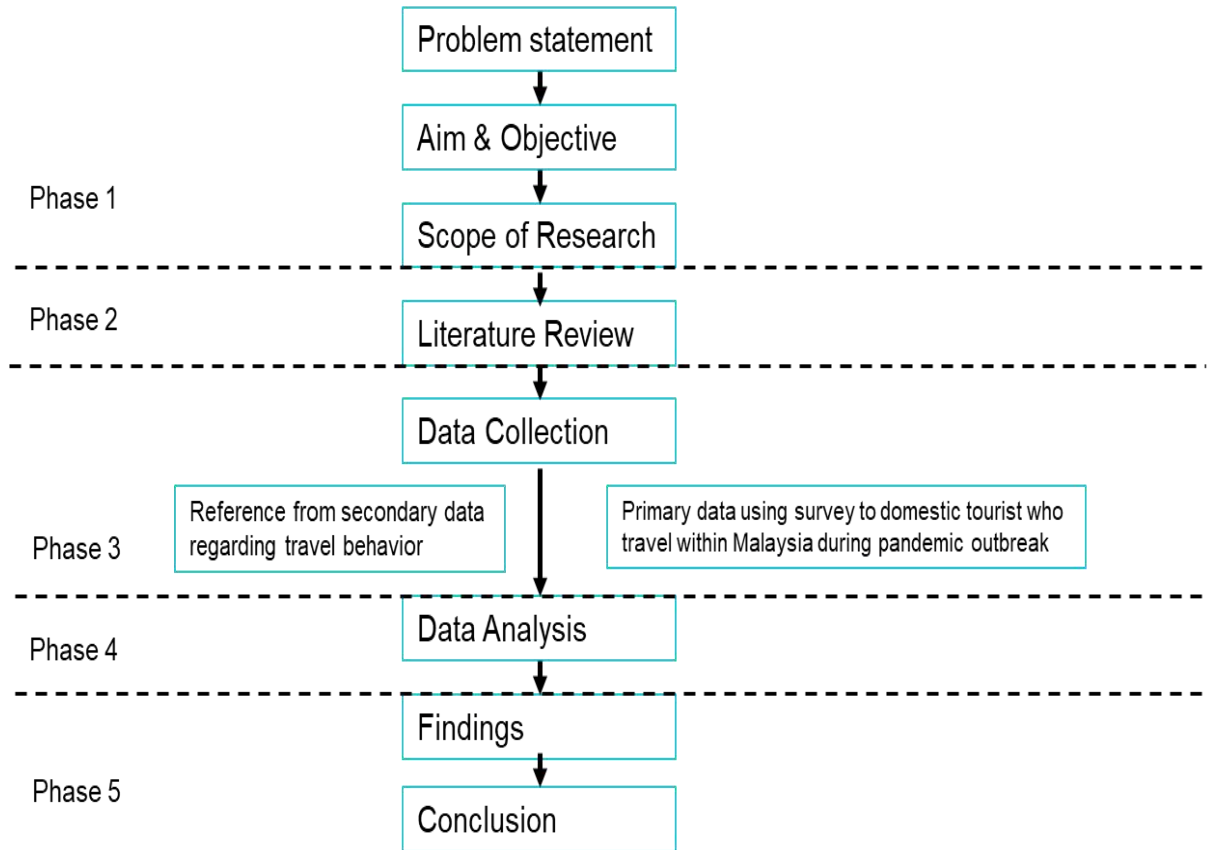 Problem statement
Aim & Objective
Phase 1
Scope of Research
Phase 2
Literature Review
Data Collection
Reference from secondary data
regarding travel behavior
Primary data using survey to domestic tourist who
travel within Malaysia during pandemic outbreak
Phase 3
Data Analysis
Phase 4
Findings
Phase 5
Conclusion